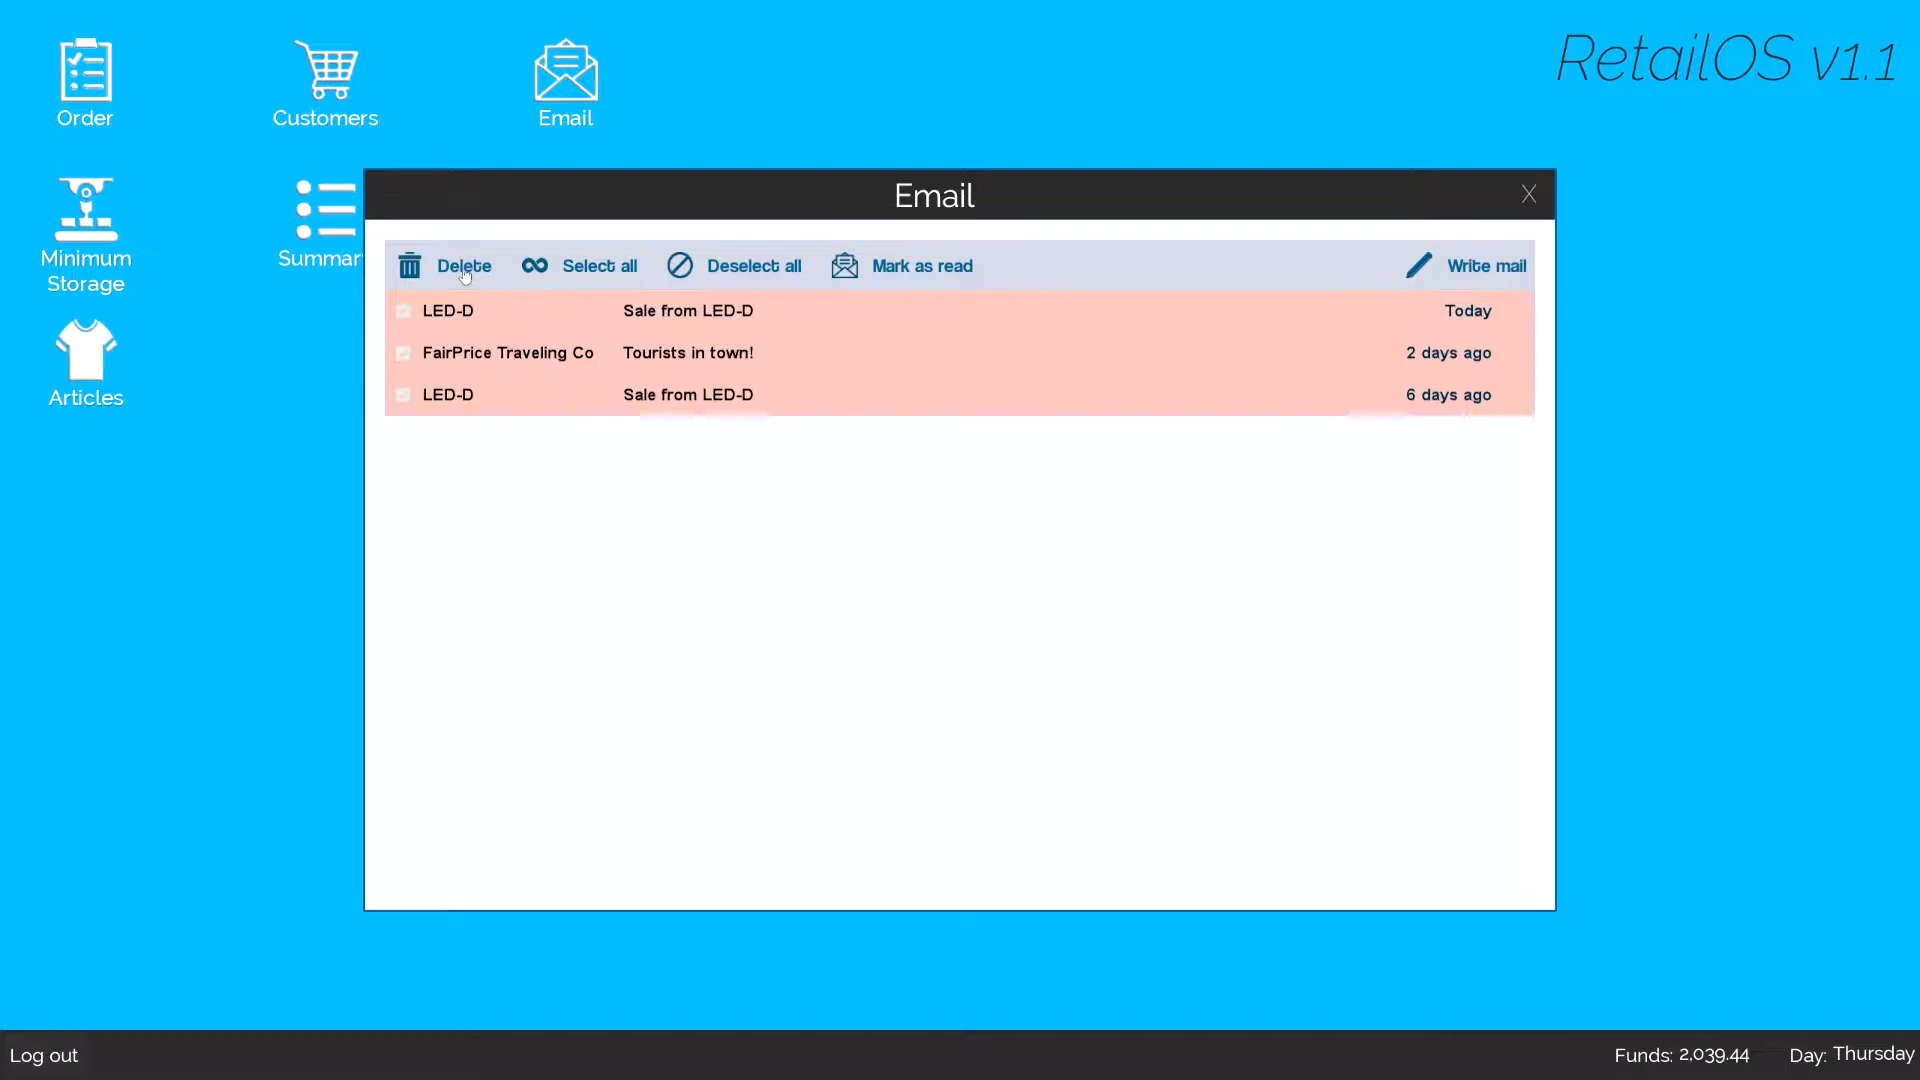 RetailOS v1.1
Order
Customers
Email
Minimum
Storage
Summar
Articles
Email
X
Delete
Select all
Deselect all
Mark as read
Write mail
LED-D Sale from LED-D Today
FairPrice Traveling Co Tourists in town! 2 days ago
LED-D Sale from LED-D 6 days ago
Log out
Funds: 2,039.44
Day: Thursday